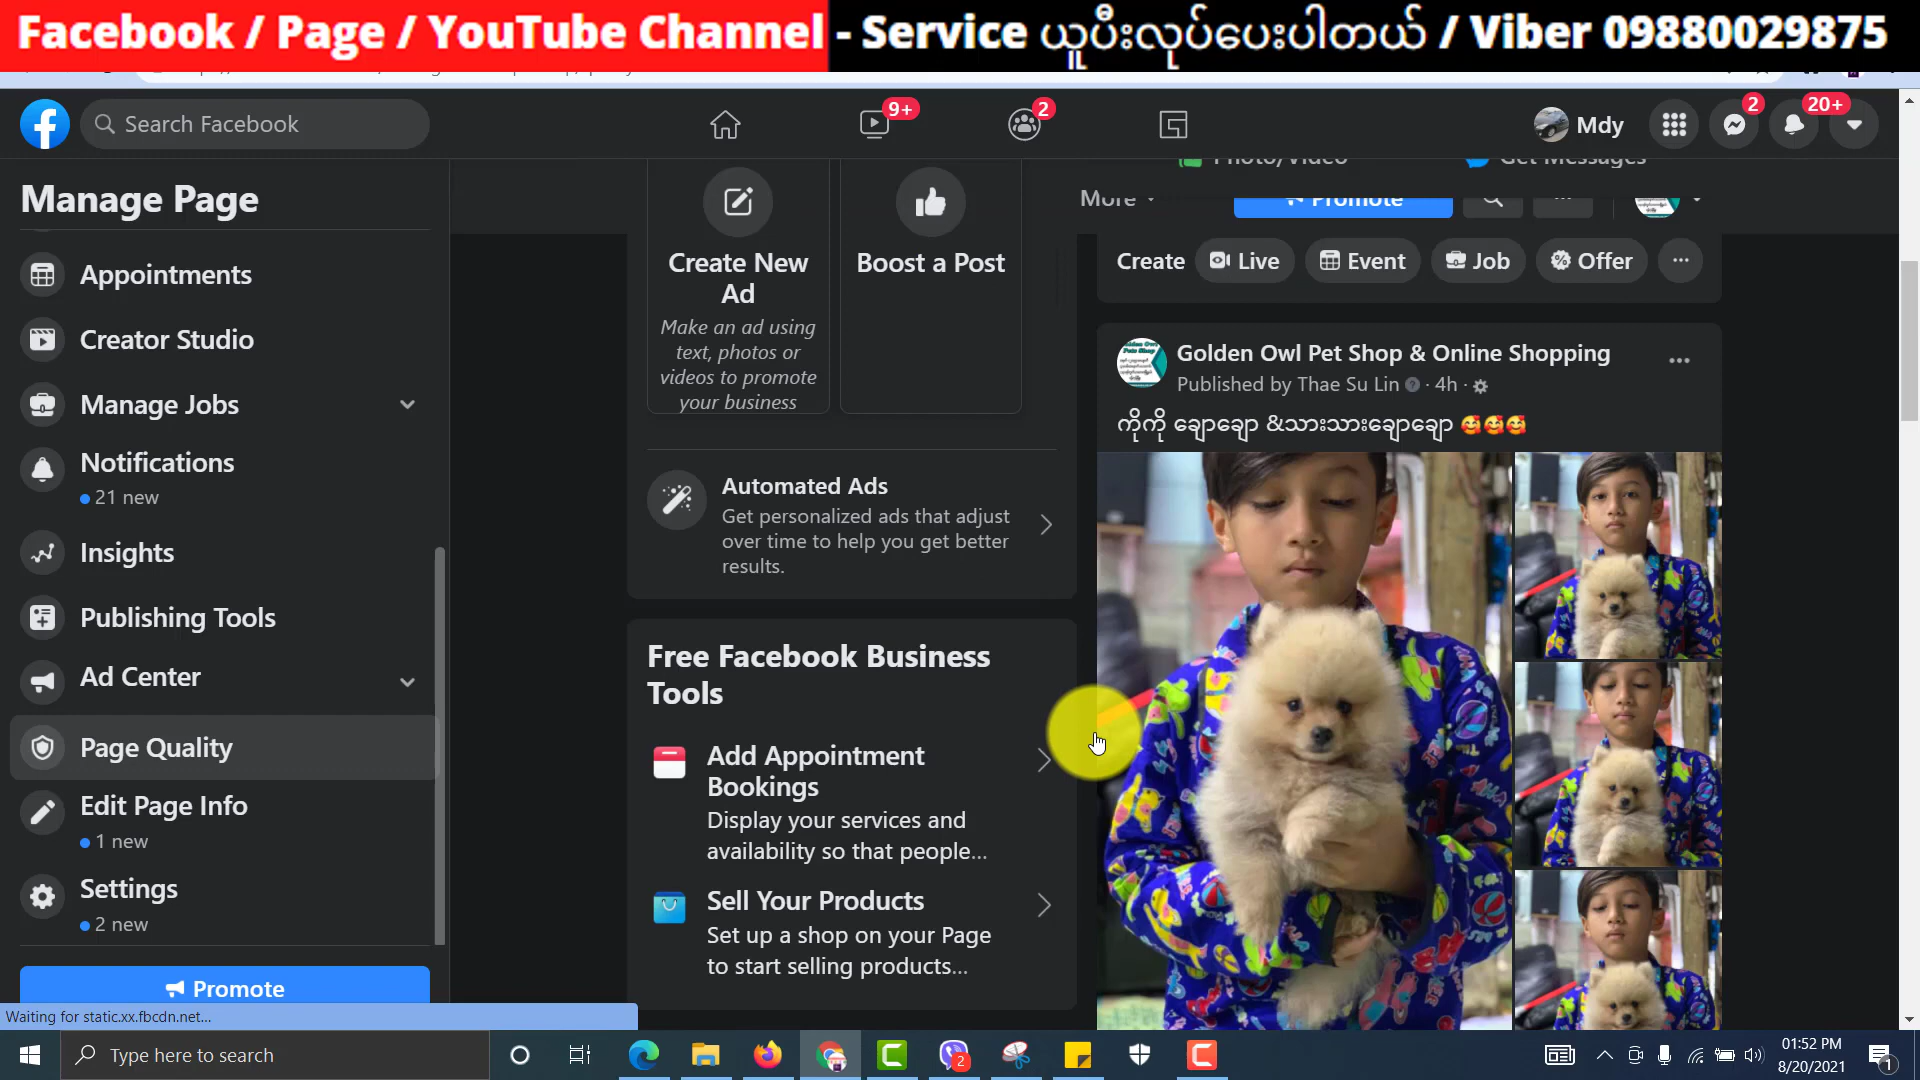 Facebook / Page / YouTube Channel - Service ယူပီးလုပ်ပေးပါတယ် / Viber 09880029875
Search Facebook
9+
2
Mdy
2
20+
Manage Page
Appointments
Creator Studio
Manage Jobs
Notifications
21 new
Insights
Publishing Tools
Ad Center
Page Quality
Edit Page Info
1 new
Settings
2 new
Promote
Waiting for static.xx.fbcdn.net...
Create New
Ad
Make an ad using
text, photos or
videos to promote
your business
Boost a Post
Automated Ads
Get personalized ads that adjust
over time to help you get better
results.
Free Facebook Business
Tools
Add Appointment
Bookings
Display your services and
availability so that people...
Sell Your Products
Set up a shop on your Page
to start selling products...
Photo/Video
Get Messages
More
Promote
Create
Live
Event
Job
Offer
Golden Owl Pet Shop & Online Shopping
Published by Thae Su Lin · 4h ·
ကိုကို ချောချော &သားသားချောချော 🥰🥰🥰
Type here to search
2
01:52 PM
8/20/2021
1